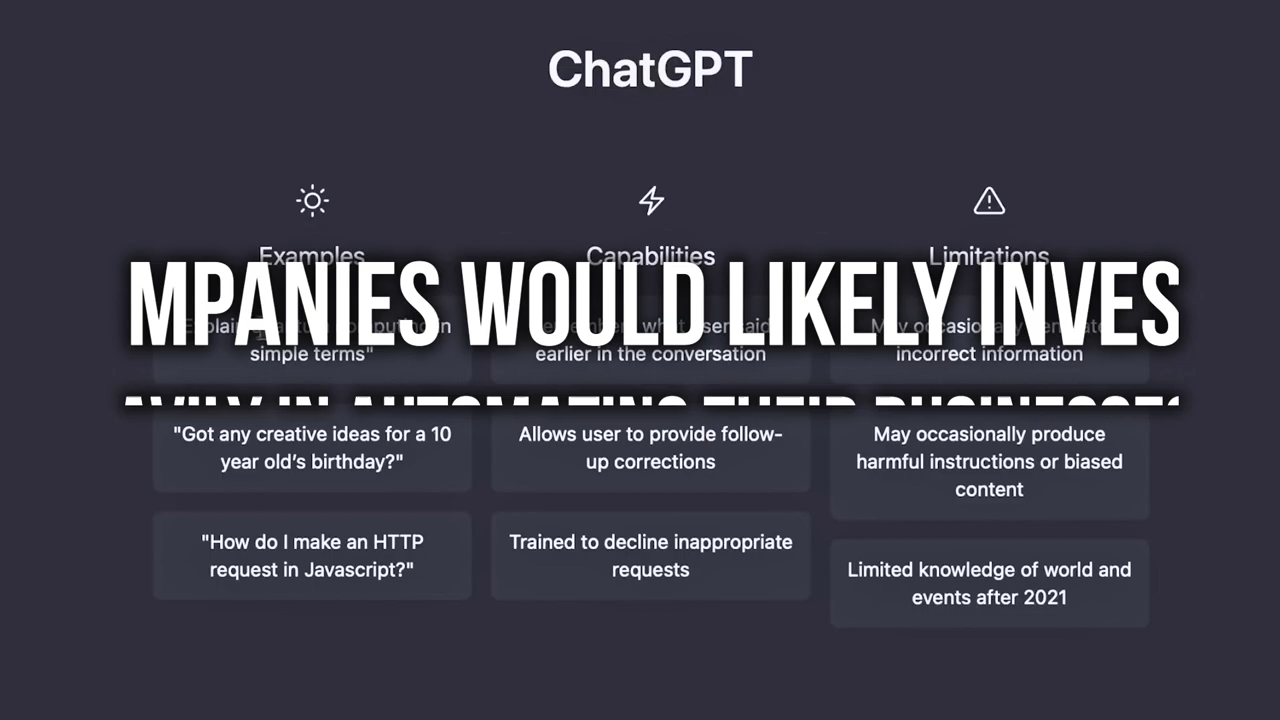 ChatGPT
Examples
Capabilities
Limitations
MPANIES WOULD LIKELY INVES
simple terms"
earlier in the conversation
incorrect information
AUTOMATING THEIR BUSINESSES
"Got any creative ideas for a 10
year old's birthday?"
Allows user to provide follow-
up corrections
May occasionally produce
harmful instructions or biased
content
"How do I make an HTTP
request in Javascript?"
Trained to decline inappropriate
requests
Limited knowledge of world and
events after 2021